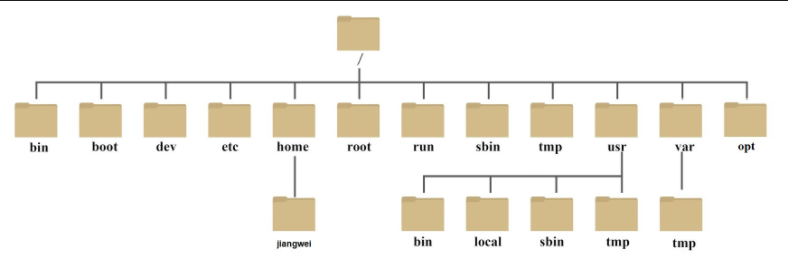 /
bin boot dev etc home root run sbin tmp usr var opt
jiangwei bin local sbin tmp tmp